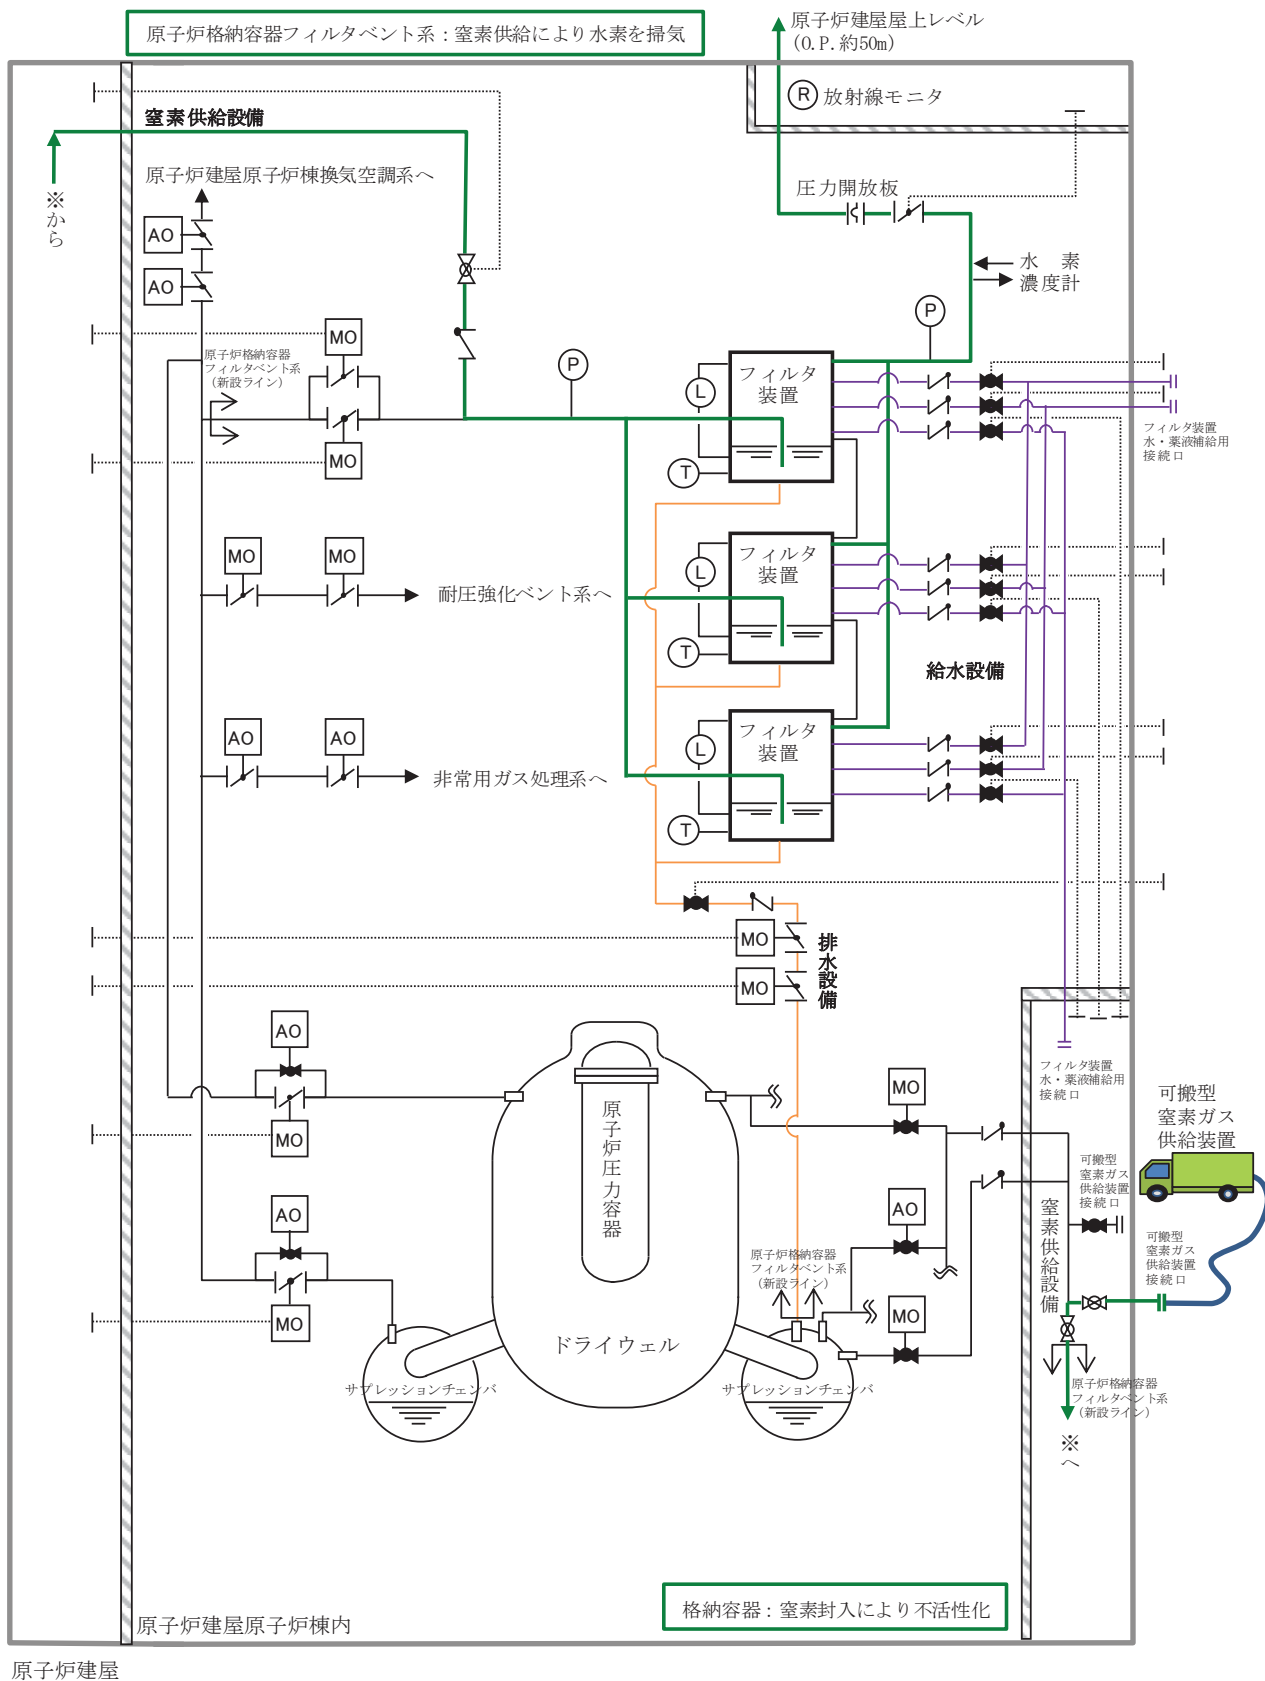 原子炉格納容器フィルタベント系：窒素供給により水素を掃気
原子炉建屋屋上レベル
（O.P.約50m）
R
放射線モニタ
窒素供給設備
原子炉建屋原子炉棟換気空調系へ
※から
AO
AO
圧力開放板
水　素
濃度計
P
P
MO
原子炉格納容器
フィルタベント系
（新設ライン）
MO
フィルタ
装置
L
T
フィルタ装置
水・薬液補給用
接続口
MO
MO
耐圧強化ベント系へ
フィルタ
装置
L
T
給水設備
AO
AO
非常用ガス処理系へ
フィルタ
装置
L
T
MO
MO
排水設備
AO
MO
原子炉圧力容器
MO
フィルタ装置
水・薬液補給用
接続口
可搬型
窒素ガス
供給装置
可搬型
窒素ガス
供給装置
接続口
窒素供給設備
AO
MO
AO
原子炉格納容器
フィルタベント系
（新設ライン）
可搬型
窒素ガス
供給装置
接続口
MO
ドライウェル
サプレッションチェンバ
サプレッションチェンバ
原子炉格納容器
フィルタベント系
（新設ライン）
※へ
格納容器：窒素封入により不活性化
原子炉建屋原子炉棟内
原子炉建屋